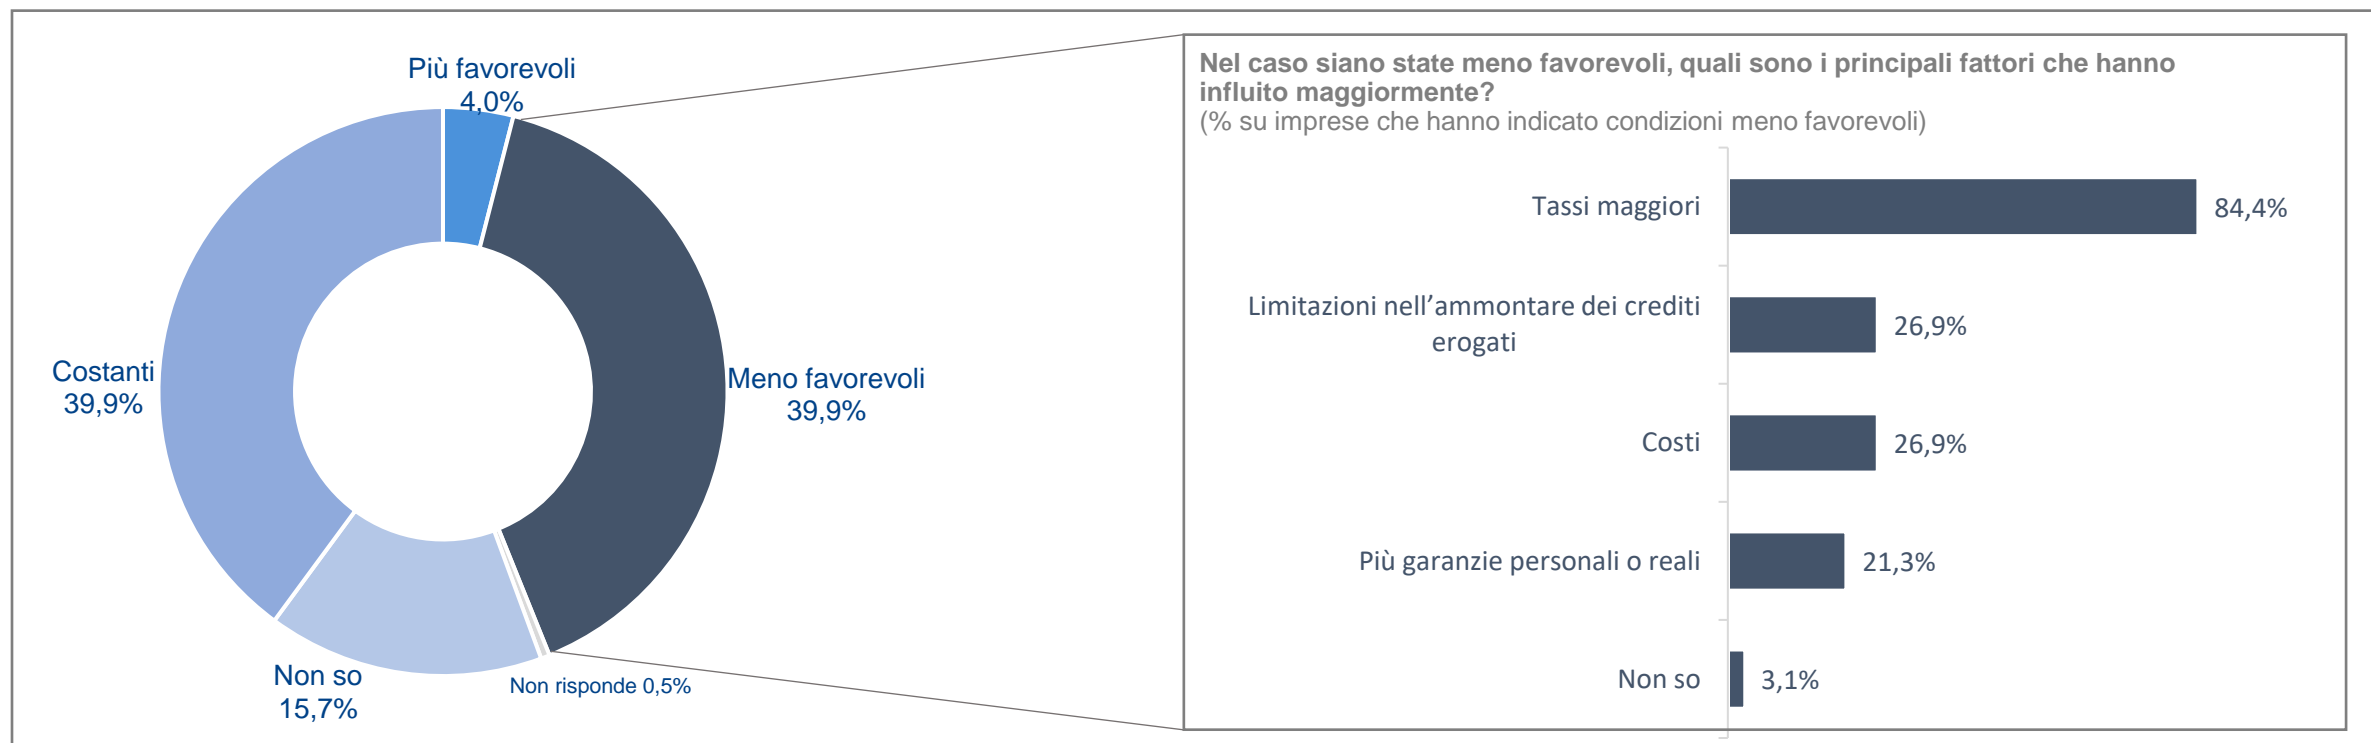 Più favorevoli
4,0%
Meno favorevoli
39,9%
Non risponde 0,5%
Non so
15,7%
Costanti
39,9%
Nel caso siano state meno favorevoli, quali sono i principali fattori che hanno
influito maggiormente?
(% su imprese che hanno indicato condizioni meno favorevoli)
Tassi maggiori 84,4%
Limitazioni nell’ammontare dei crediti
erogati 26,9%
Costi 26,9%
Più garanzie personali o reali 21,3%
Non so 3,1%